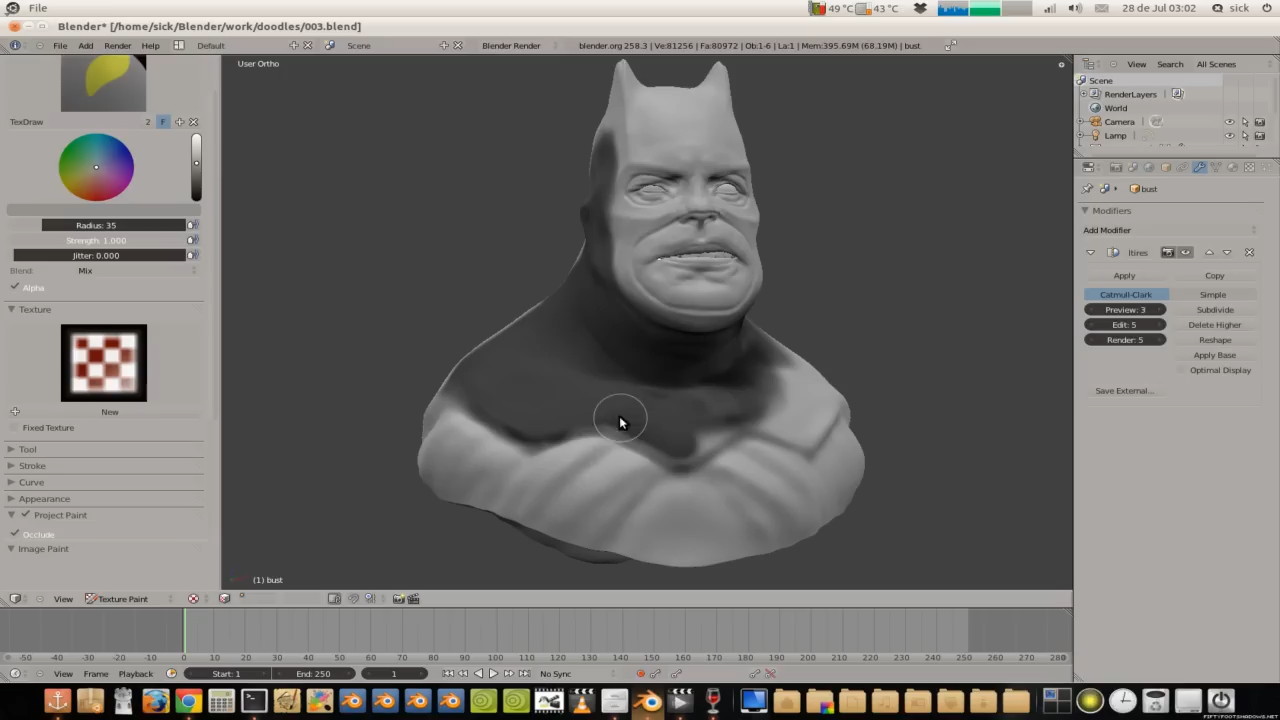 File
49 °C
43 °C
28 de Jul 03:02
sick
Blender* [/home/sick/Blender/work/doodles/003.blend]
File Add Render Help
Default
Scene
Blender Render
blender.org 258.3 | Ve:81256 | Fa:80972 | Ob:1-6 | La:1 | Mem:395.69M (68.19M) | bust
User Ortho
View Search All Scenes
Scene
RenderLayers
World
Camera
Lamp
TexDraw 2 F
bust
Modifiers
Add Modifier
ltires
Apply Copy
Catmull-Clark Simple
Preview: 3 Subdivide
Edit: 5 Delete Higher
Render: 5 Reshape
Apply Base
Optimal Display
Save External...
Radius: 35
Strength: 1.000
Jitter: 0.000
Blend: Mix
Alpha
Texture
New
Fixed Texture
Tool
Stroke
Curve
Appearance
Project Paint
Occlude
Image Paint
(1) bust
View Texture Paint
-50 -40 -30 -20 -10 0 10 20 30 40 50 60 70 80 90 100 110 120 130 140 150 160 170 180 190 200 210 220 230 240 250 260 270 280
View Frame Playback Start: 1 End: 250 1 No Sync
FIFTYFOOTSHADOWS.NET